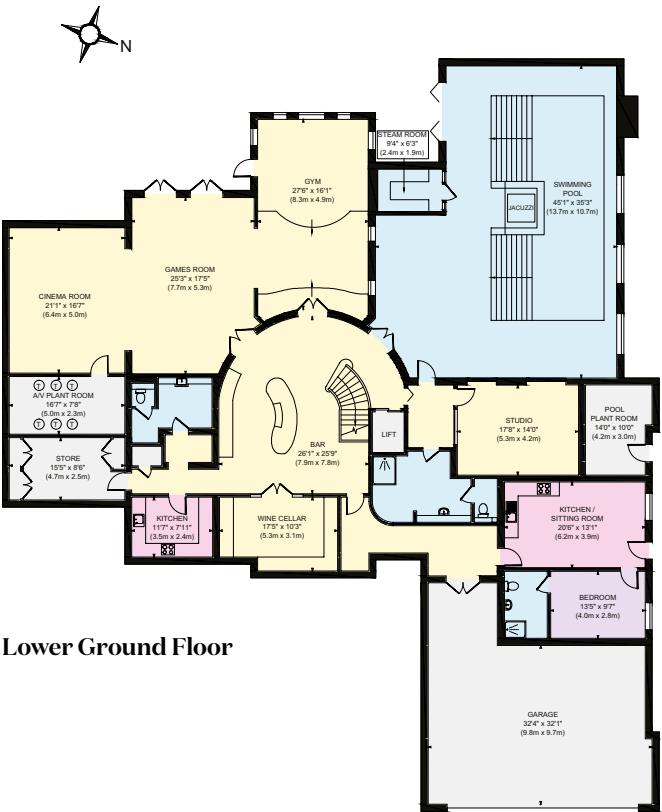 N
STEAM ROOM
9'4" x 6'3"
(2.4m x 1.9m)
GYM
27'6" x 16'1"
(8.3m x 4.9m)
SWIMMING
POOL
45'1" x 35'3"
(13.7m x 10.7m)
JACUZZI
GAMES ROOM
25'3" x 17'5"
(7.7m x 5.3m)
CINEMA ROOM
21'1" x 16'7"
(6.4m x 5.0m)
T T T
A/V PLANT ROOM
16'7" x 7'8"
(5.0m x 2.3m)
T T T
STORE
15'5" x 8'6"
(4.7m x 2.5m)
BAR
26'1" x 25'9"
(7.9m x 7.8m)
LIFT
STUDIO
17'8" x 14'0"
(5.3m x 4.2m)
POOL
PLANT ROOM
14'0" x 10'0"
(4.2m x 3.0m)
KITCHEN
11'7" x 7'11"
(3.5m x 2.4m)
WINE CELLAR
17'5" x 10'3"
(5.3m x 3.1m)
KITCHEN /
SITTING ROOM
20'6" x 13'1"
(6.2m x 3.9m)
BEDROOM
13'5" x 9'7"
(4.0m x 2.8m)
Lower Ground Floor
GARAGE
32'4" x 32'1"
(9.8m x 9.7m)